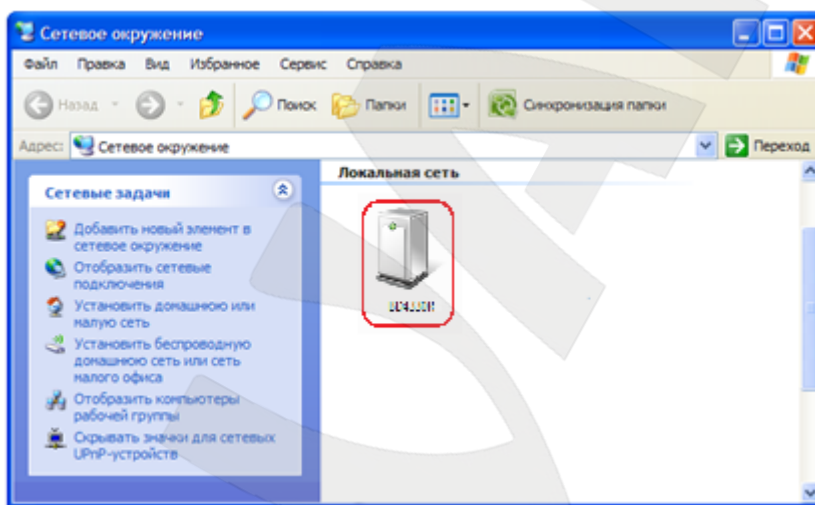 Сетевое окружение
Файл Правка Вид Избранное Сервис Справка
Назад Поиск Папки Синхронизация папки
Адрес: Сетевое окружение Переход
Сетевые задачи
Добавить новый элемент в
сетевое окружение
Отобразить сетевые
подключения
Установить домашнюю или
малую сеть
Установить беспроводную
домашнюю сеть или сеть
малого офиса
Отобразить компьютеры
рабочей группы
Скрывать значки для сетевых
UPnP-устройств
Локальная сеть